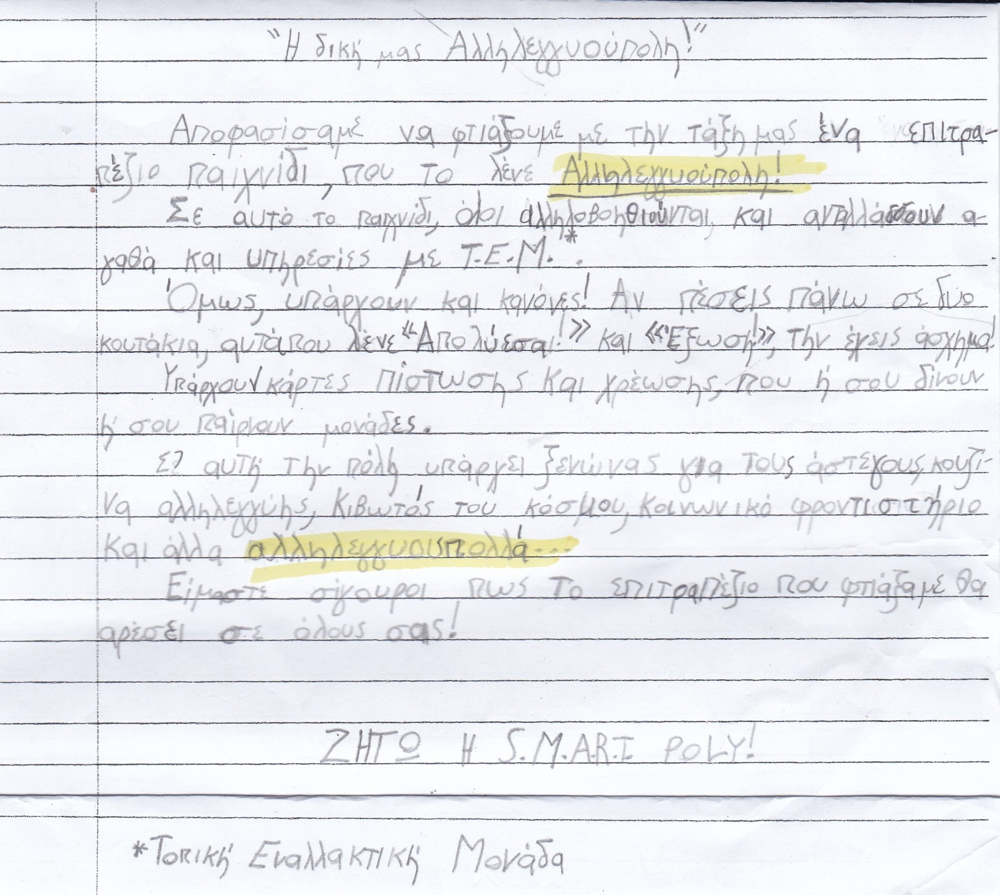 "Η δική μας Αλληλεγγυούπολη!"
Αποφασίσαμε να φτιάξουμε με την τάξη μας ένα επιτρα-
πέζιο παιχνίδι, που το λένε Αλληλεγγυούπολη!
Σε αυτό το παιχνίδι, όλοι αλληλοβοηθιούνται, και ανταλλάσσουν α-
γαθά και υπηρεσίες με Τ.Ε.Μ.*.
Όμως, υπάρχουν και κανόνες! Αν πέσεις πάνω σε δυο
κουτάκια, αυτά που λένε «Απολύεσαι!» και «Έξωση!», την έχεις άσχημα!
Υπάρχουν κάρτες πίστωσης και χρέωσης, που ή σου δίνουν
ή σου παίρνουν μονάδες.
Σ' αυτή την πόλη υπάρχει ξενώνας για τους άστεγους, κουζί-
να αλληλεγγύης, Κιβωτός του κόσμου, κοινωνικό φροντιστήριο
και άλλα αλληλεγγυουπολλά....
Είμαστε σίγουροι πως το επιτραπέζιο που φτιάξαμε θα
αρέσει σε όλους σας!
ΖΗΤΩ Η S.M.A.R.I POLY!
*Τοπική Εναλλακτική Μονάδα